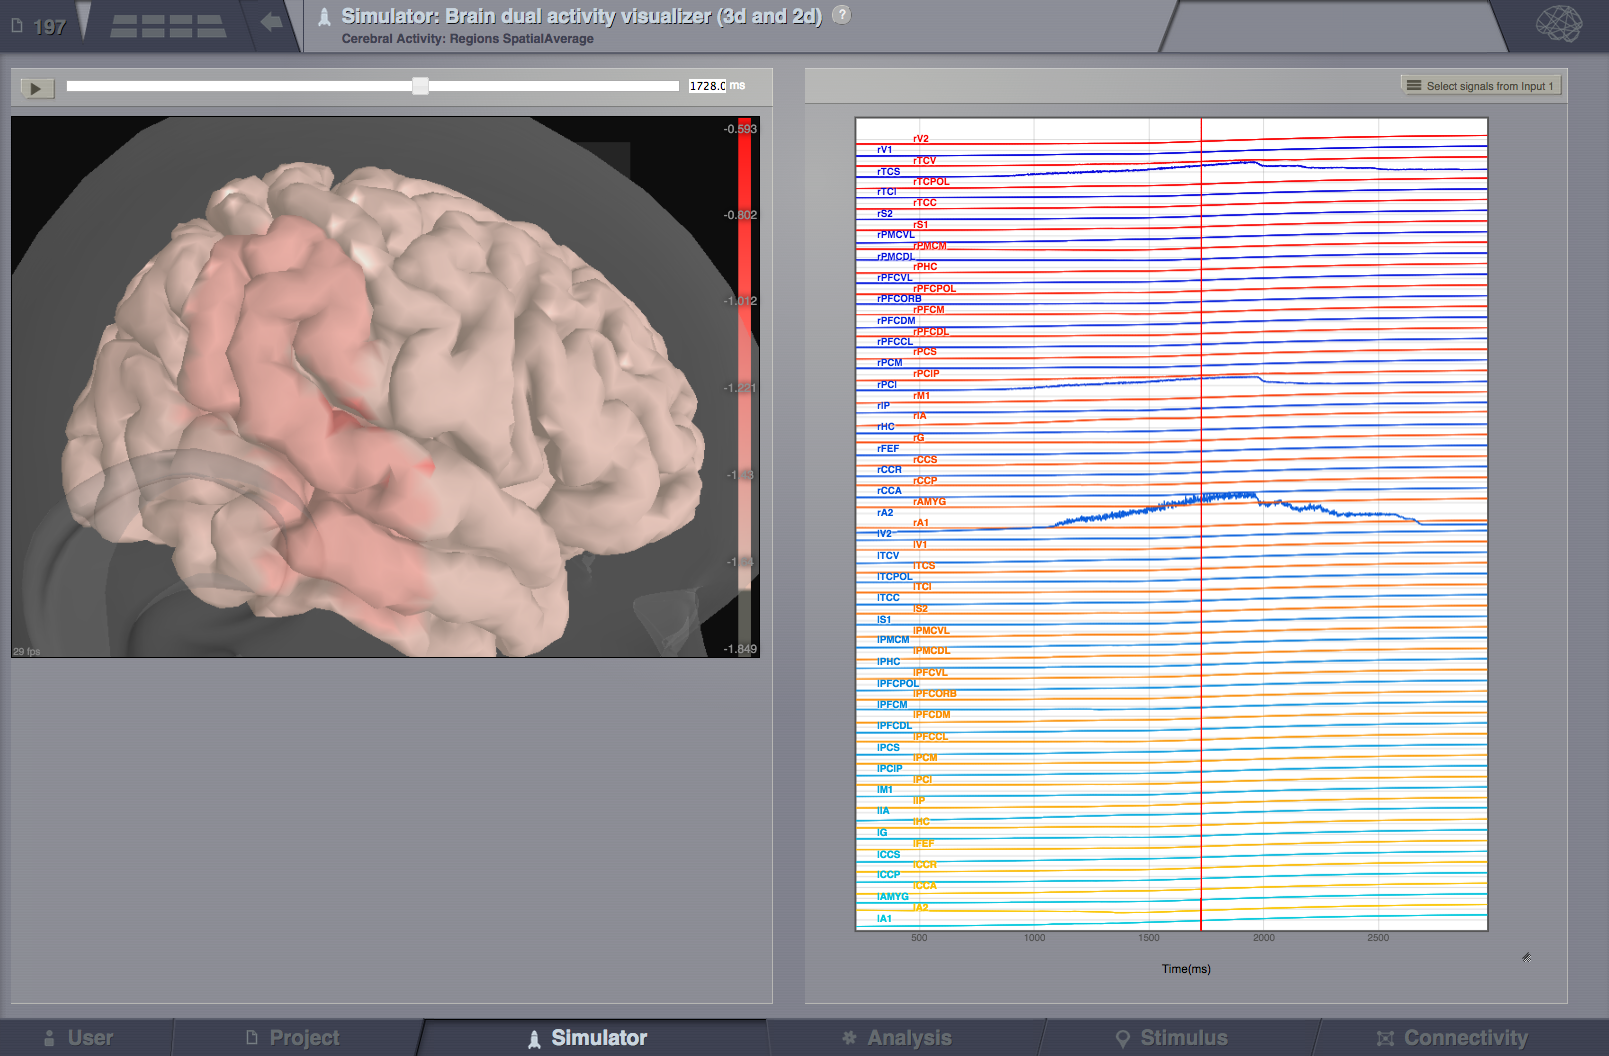 197
Simulator: Brain dual activity visualizer (3d and 2d) ?
Cerebral Activity: Regions SpatialAverage
1728.0 ms
Select signals from Input 1
-0.593
-0.802
-1.012
-1.221
-1.849
29 fps
rV2
rV1
rTCV
rTCS
rTCPOL
rTCI
rTCC
rS2
rS1
rPMCVL
rPMCM
rPMCDL
rPHC
rPFCVL
rPFCPOL
rPFCORB
rPFCM
rPFCDM
rPFCDL
rPFCCL
rPCS
rPCM
rPCIP
rPCI
rM1
rIP
rIA
rHC
rG
rFEF
rCCS
rCCR
rCCP
rCCA
rAMYG
rA2
rA1
lV2
lV1
lTCV
lTCS
lTCPOL
lTCI
lTCC
lS2
lS1
lPMCVL
lPMCM
lPMCDL
lPHC
lPFCVL
lPFCPOL
lPFCORB
lPFCM
lPFCDM
lPFCDL
lPFCCL
lPCS
lPCM
lPCIP
lPCI
lM1
lIP
lIA
lHC
lG
lFEF
lCCS
lCCR
lCCP
lCCA
lAMYG
lA2
lA1
500 1000 1500 2000 2500
Time(ms)
User Project Simulator Analysis Stimulus Connectivity